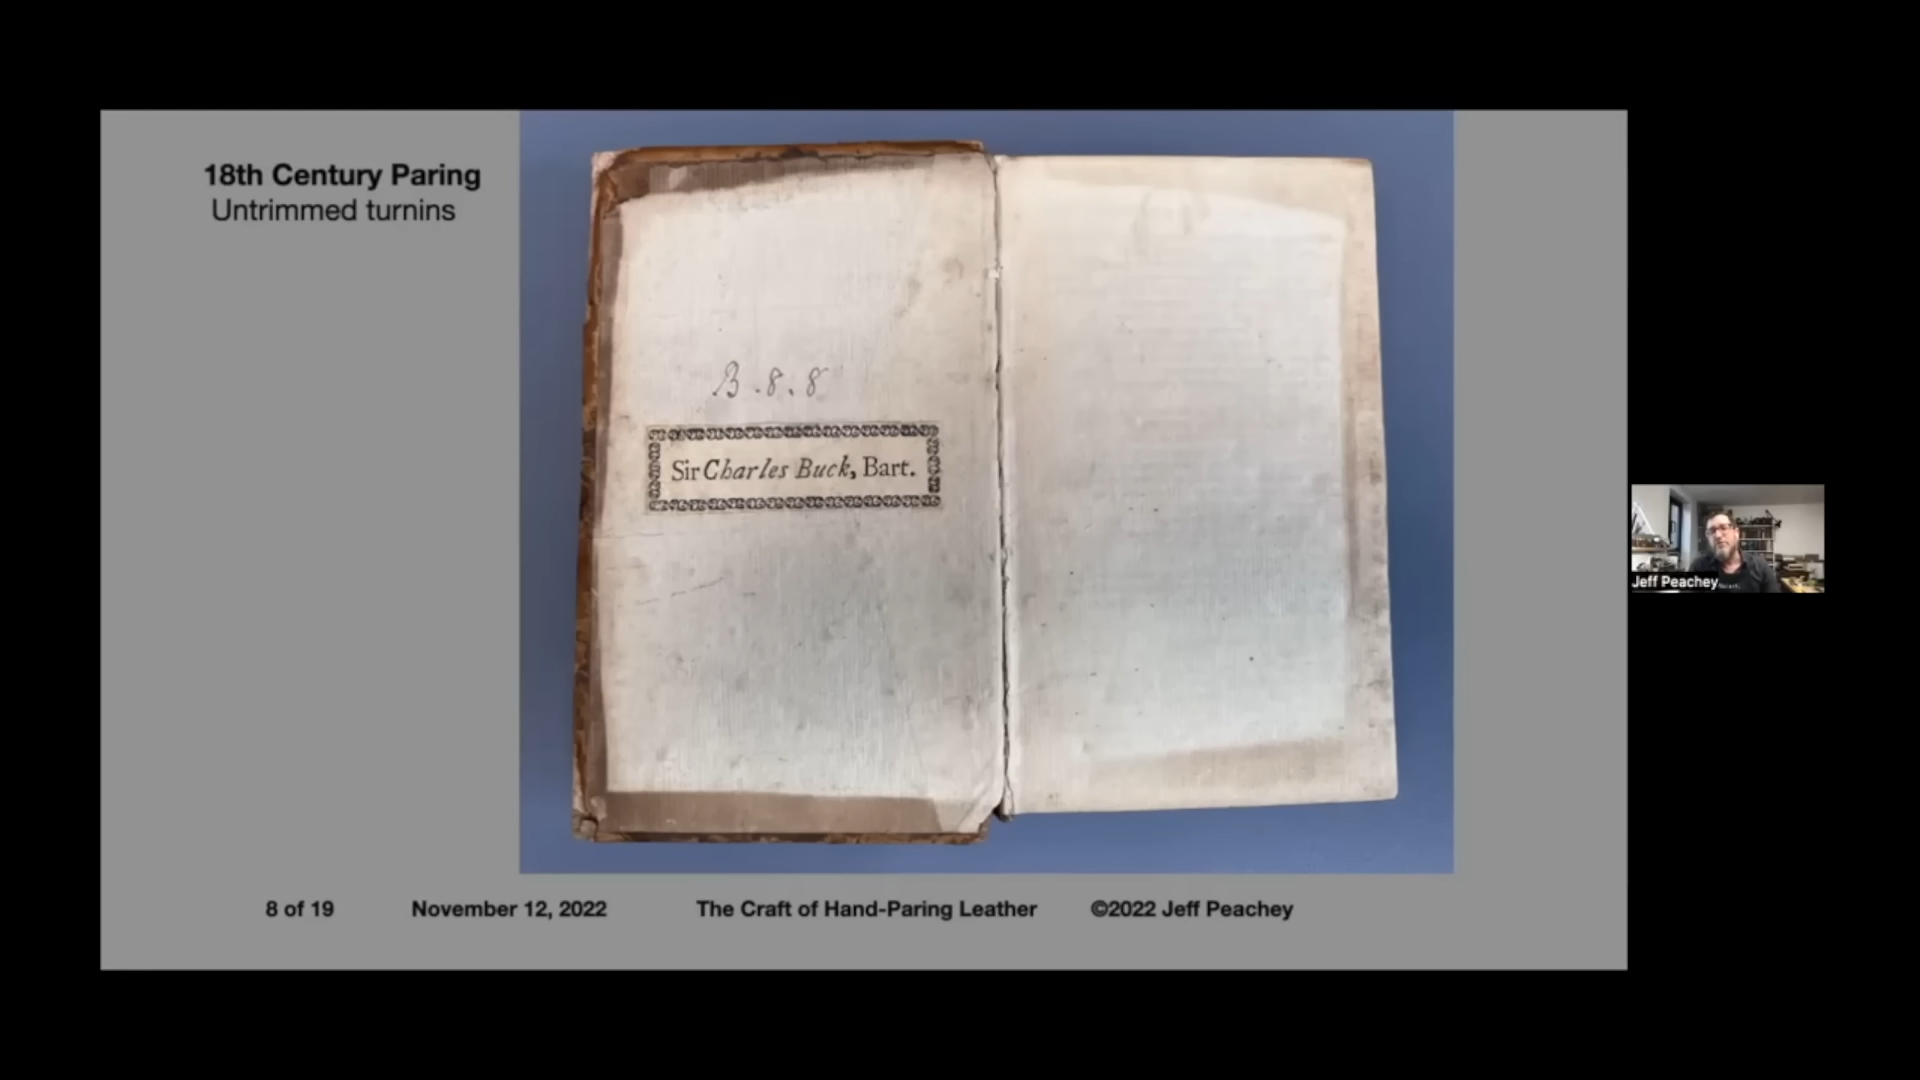 18th Century Paring
Untrimmed turnins
B.8.8
Sir Charles Buck, Bart.
8 of 19 November 12, 2022 The Craft of Hand-Paring Leather ©2022 Jeff Peachey
Jeff Peachey